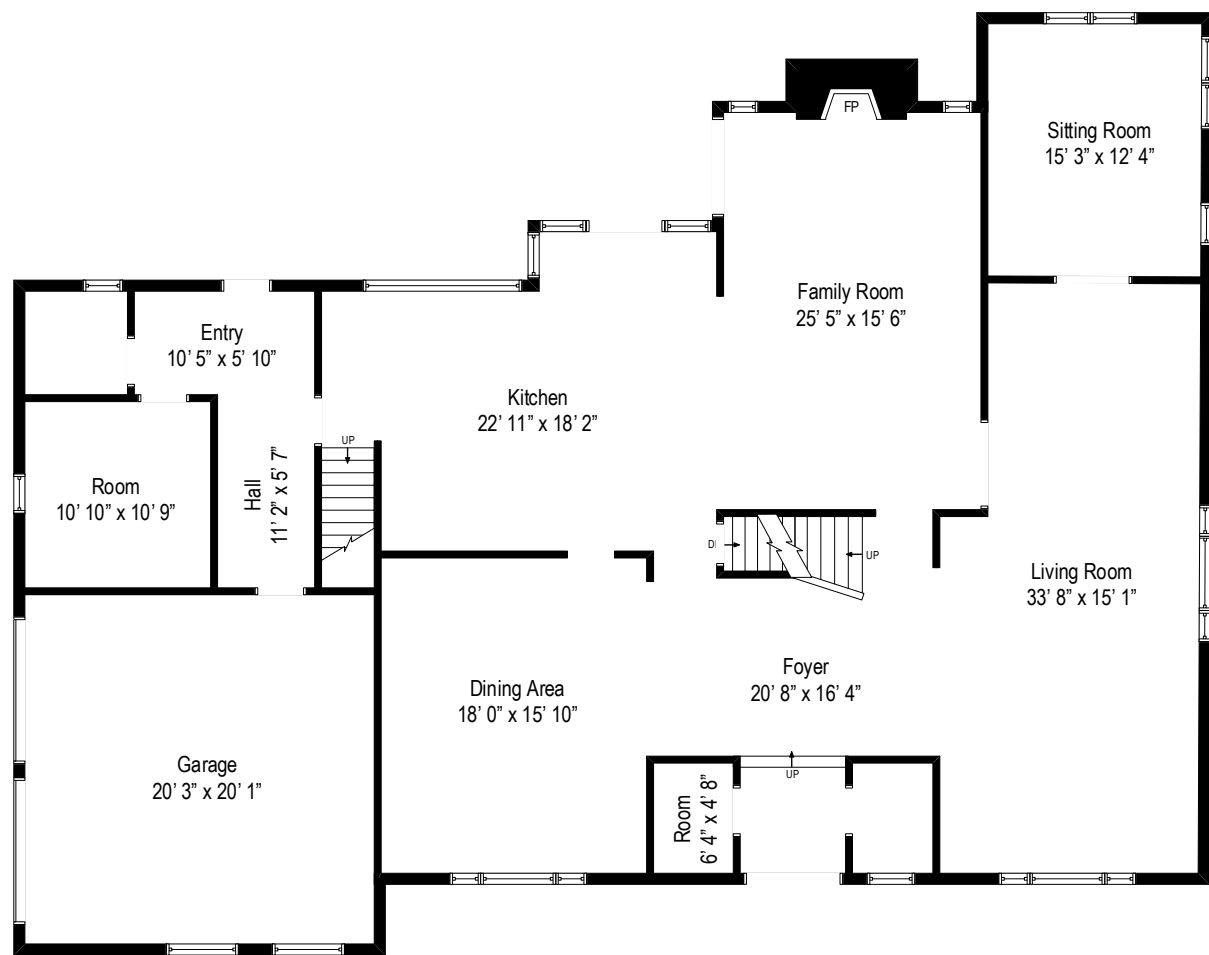 FP
Sitting Room
15’ 3” x 12’ 4”
Family Room
25’ 5” x 15’ 6”
Entry
10’ 5” x 5’ 10”
Kitchen
22’ 11” x 18’ 2”
UP
Hall
11’ 2” x 5’ 7”
Room
10’ 10” x 10’ 9”
UP
Living Room
33’ 8” x 15’ 1”
Foyer
20’ 8” x 16’ 4”
Dining Area
18’ 0” x 15’ 10”
Garage
20’ 3” x 20’ 1”
UP
Room
6’ 4” x 4’ 8”